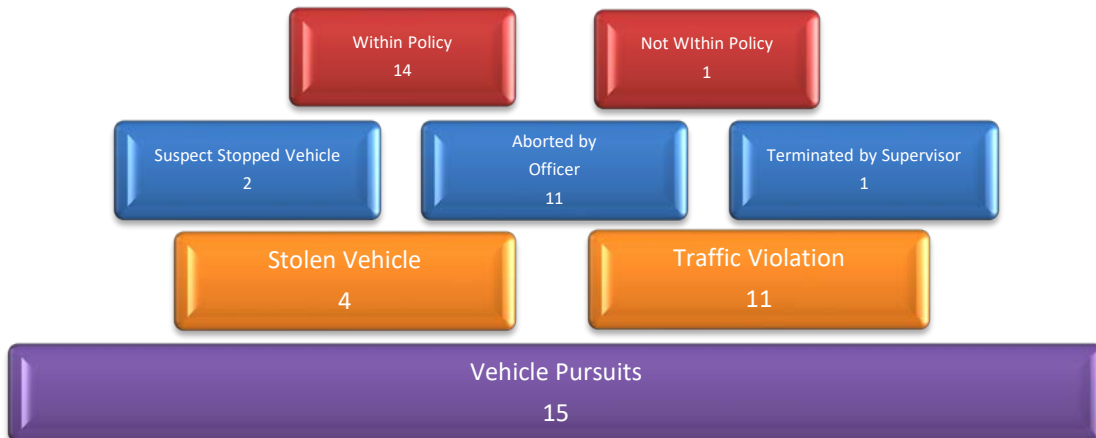 Within Policy
14
Not WIthin Policy
1
Suspect Stopped Vehicle
2
Aborted by
Officer
11
Terminated by Supervisor
1
Stolen Vehicle
4
Traffic Violation
11
Vehicle Pursuits
15